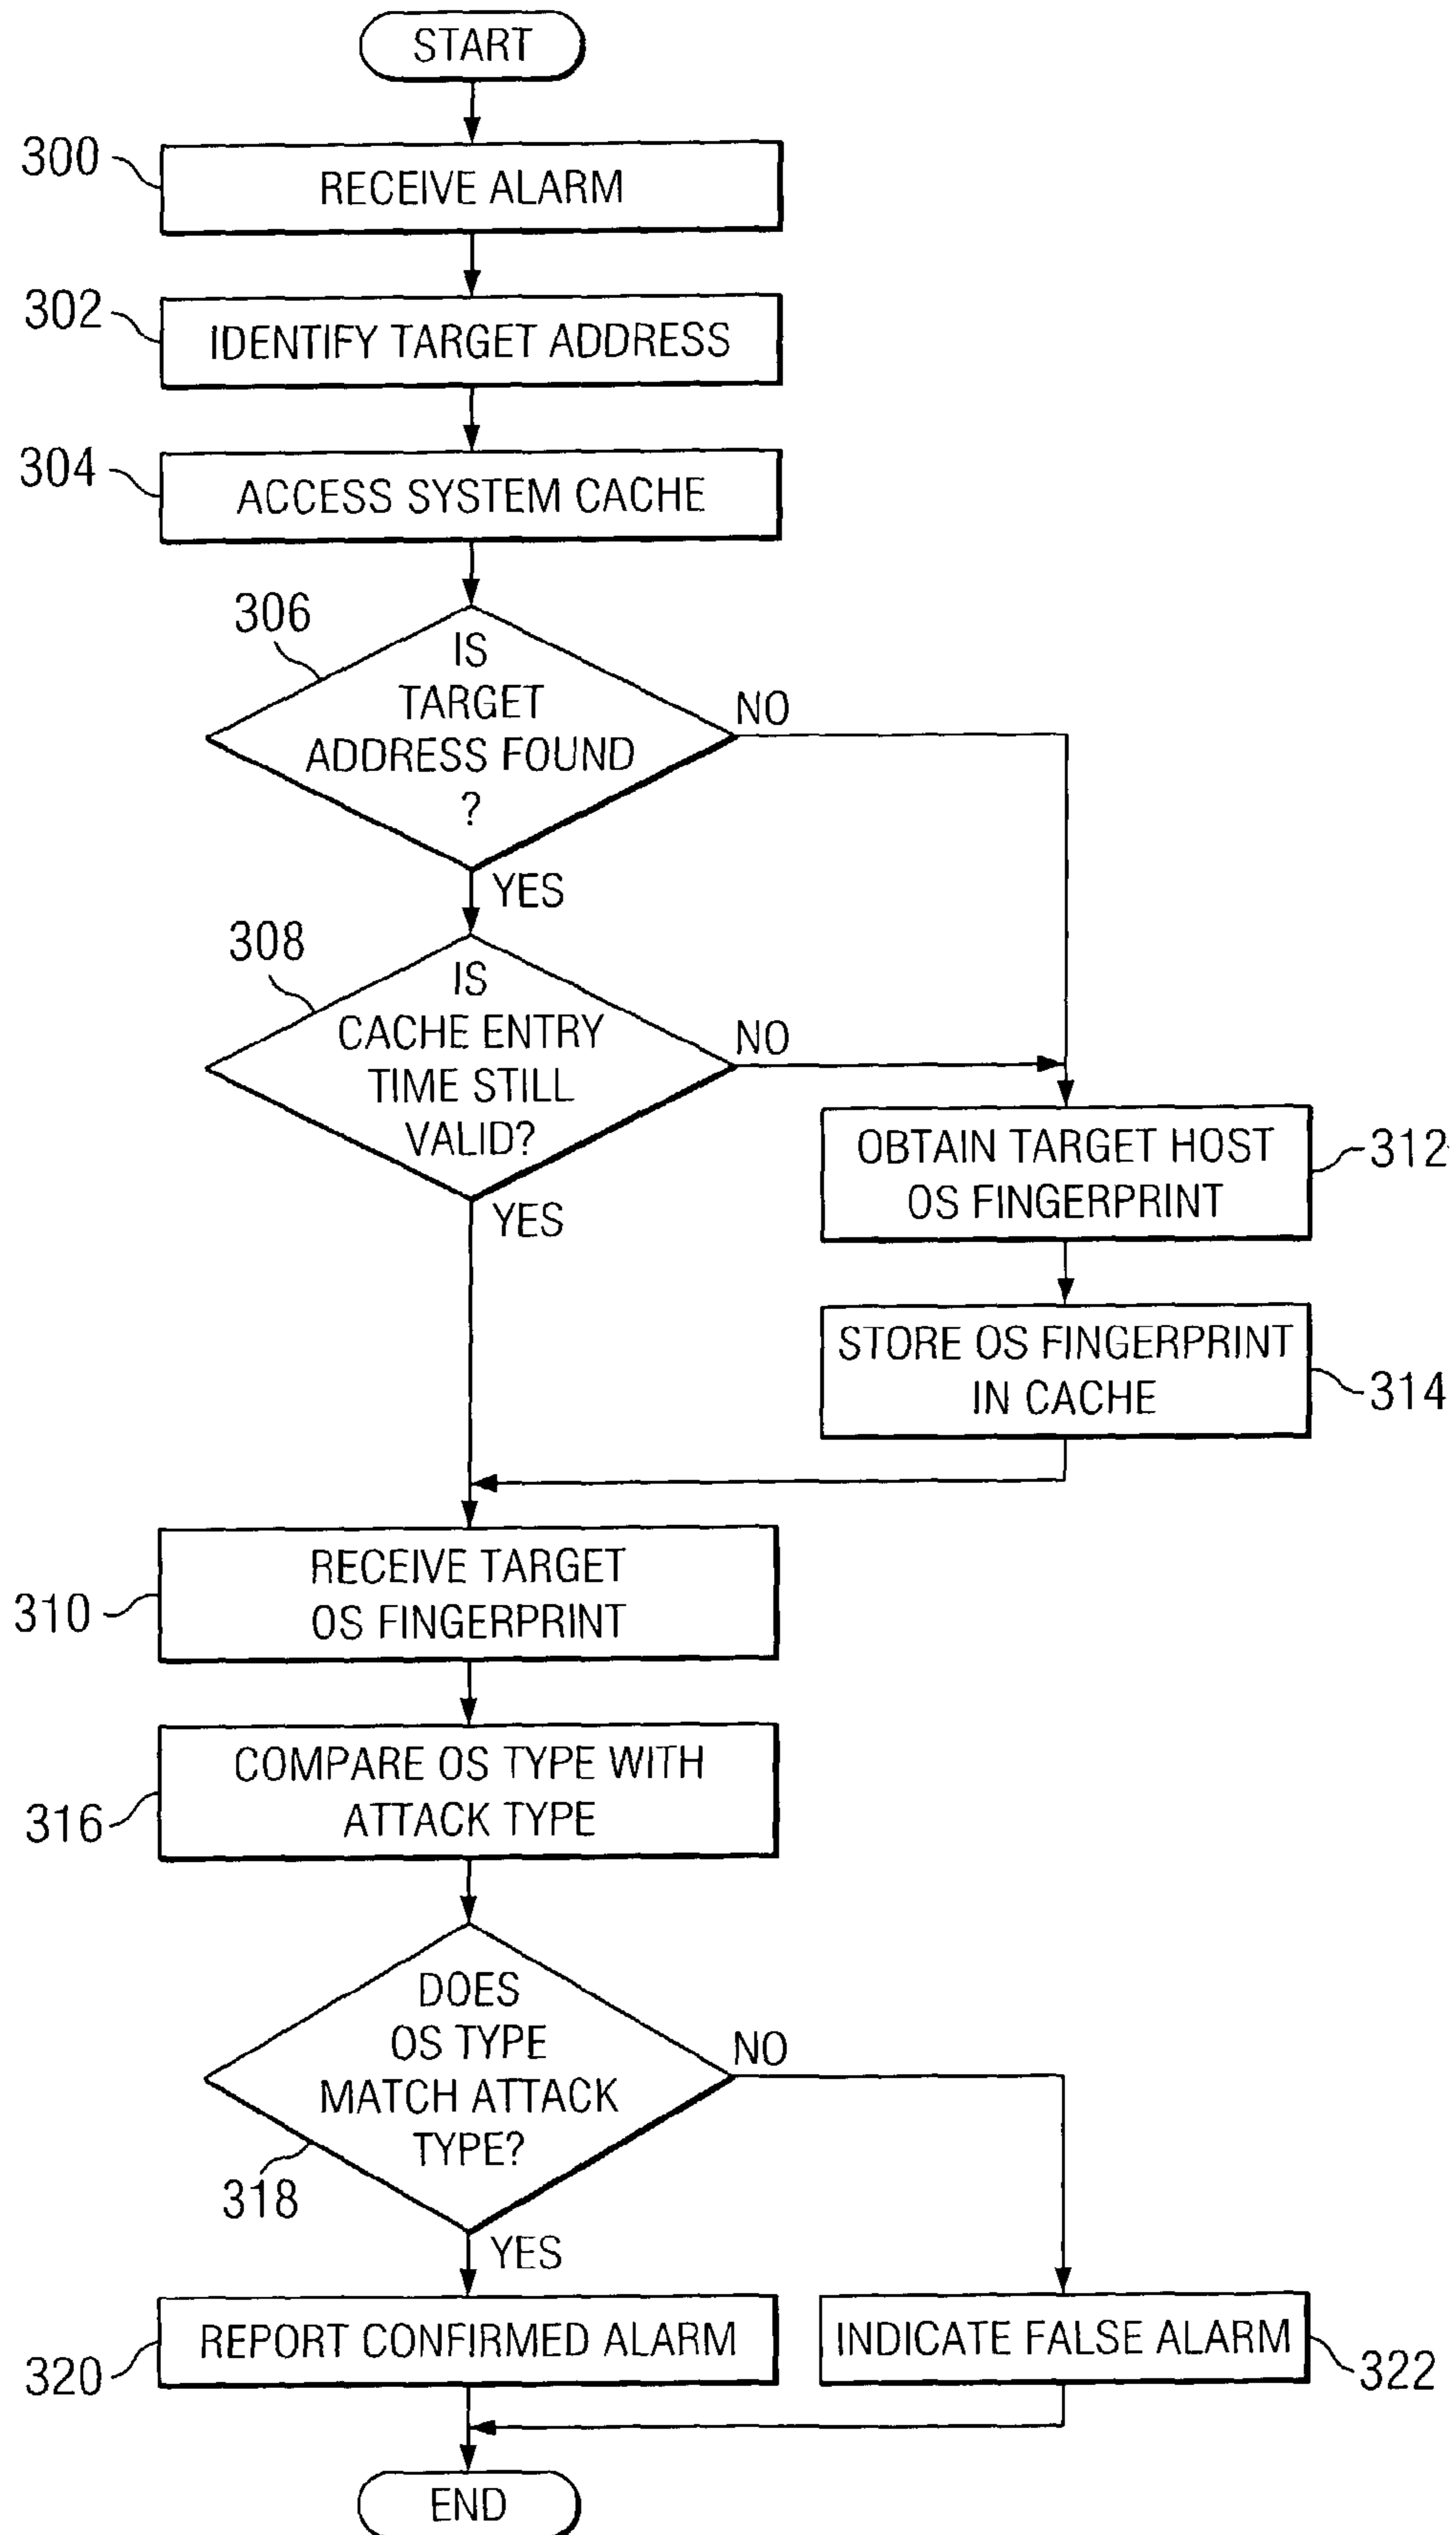 START
300
RECEIVE ALARM
302
IDENTIFY TARGET ADDRESS
304
ACCESS SYSTEM CACHE
306
IS
TARGET
ADDRESS FOUND
?
NO
YES
308
IS
CACHE ENTRY
TIME STILL
VALID?
NO
YES
OBTAIN TARGET HOST
OS FINGERPRINT
312
STORE OS FINGERPRINT
IN CACHE
314
RECEIVE TARGET
OS FINGERPRINT
310
COMPARE OS TYPE WITH
ATTACK TYPE
316
DOES
OS TYPE
MATCH ATTACK
TYPE?
NO
318
YES
REPORT CONFIRMED ALARM
320
INDICATE FALSE ALARM
322
END